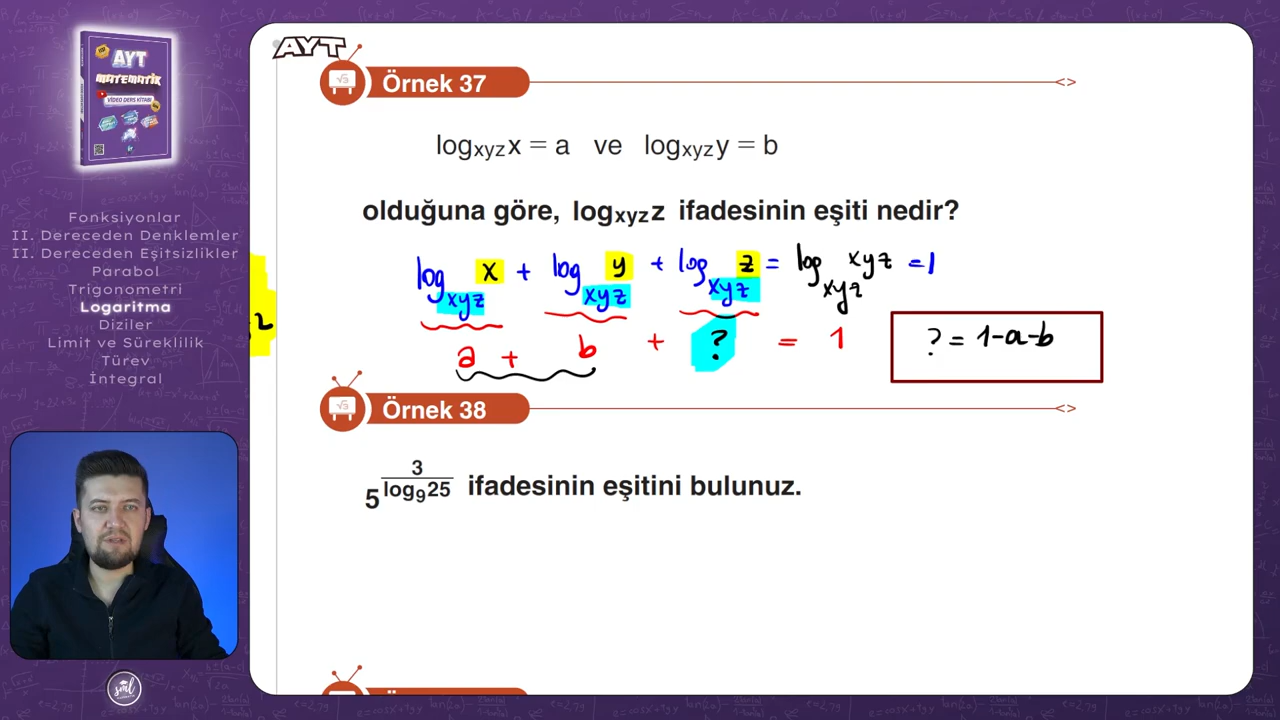 AYT
Örnek 37
log_xyz x = a ve log_xyz y = b
olduğuna göre, log_xyz z ifadesinin eşiti nedir?
log_xyz x + log_xyz y + log_xyz z = log_xyz xyz = 1
a + b + ? = 1
? = 1-a-b
Örnek 38
5^(3/log_9 25) ifadesinin eşitini bulunuz.
AYT
MATEMATİK
VİDEO DERS KİTABI
Fonksiyonlar
II. Dereceden Denklemler
II. Dereceden Eşitsizlikler
Parabol
Trigonometri
Logaritma
Diziler
Limit ve Süreklilik
Türev
İntegral
sml